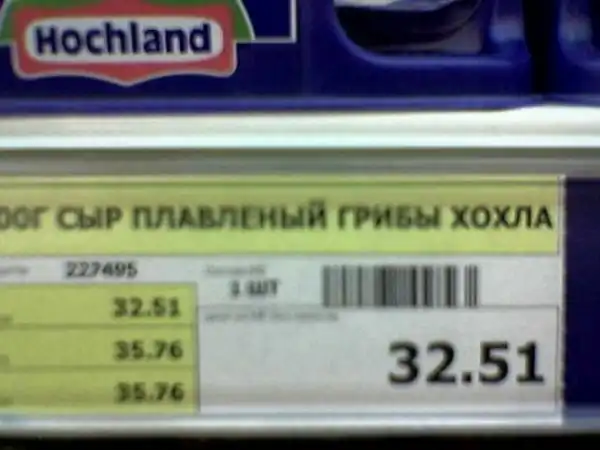 Hochland
00Г СЫР ПЛАВЛЕНЫЙ ГРИБЫ ХОХЛА
227495
1 ШТ
32.51
35.76
35.76
32.51